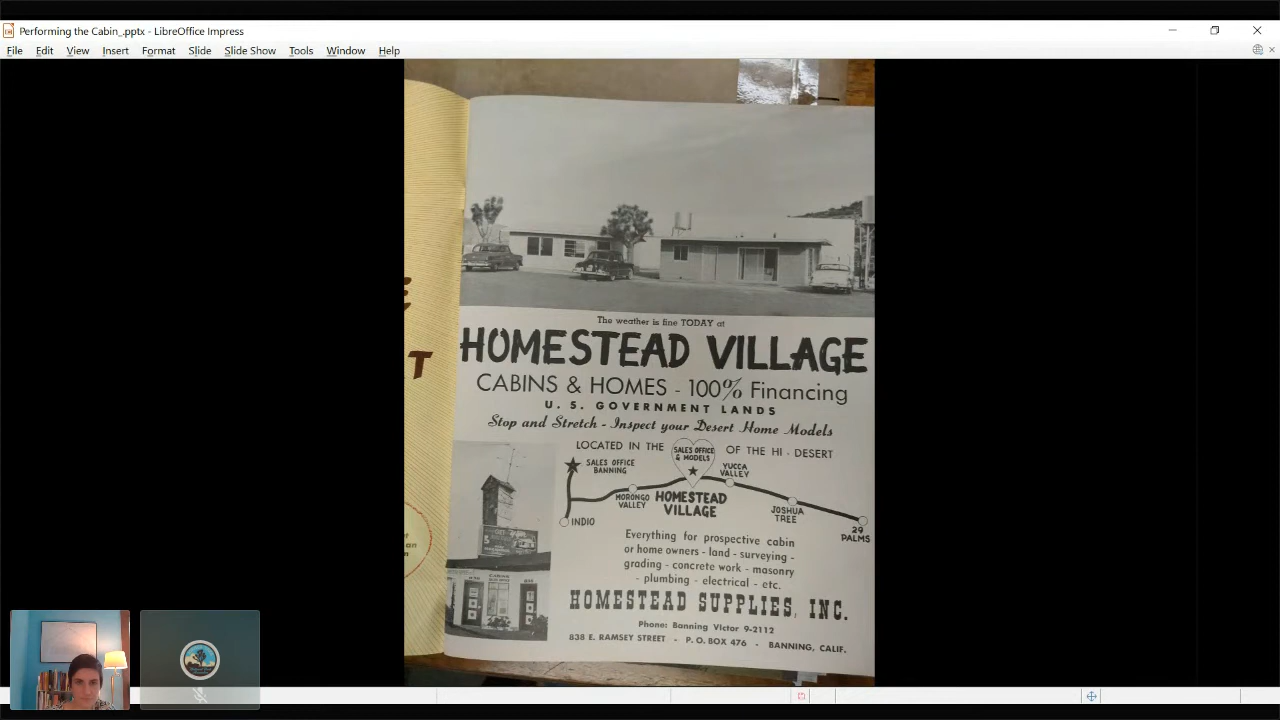 Performing the Cabin_.pptx - LibreOffice Impress
File Edit View Insert Format Slide Slide Show Tools Window Help
E
T
The weather is fine TODAY at
HOMESTEAD VILLAGE
CABINS & HOMES - 100% Financing
U. S. GOVERNMENT LANDS
Stop and Stretch - Inspect your Desert Home Models
LOCATED IN THE
SALES OFFICE
& MODELS
OF THE HI - DESERT
SALES OFFICE
BANNING
YUCCA
VALLEY
MORONGO
VALLEY
HOMESTEAD
VILLAGE
JOSHUA
TREE
INDIO
29
PALMS
Everything for prospective cabin
or home owners - land - surveying -
grading - concrete work - masonry
- plumbing - electrical - etc.
CABINS
HOMESTEAD SUPPLIES, INC.
Phone: Banning VIctor 9-2112
838 E. RAMSEY STREET - P. O. BOX 476 - BANNING, CALIF.